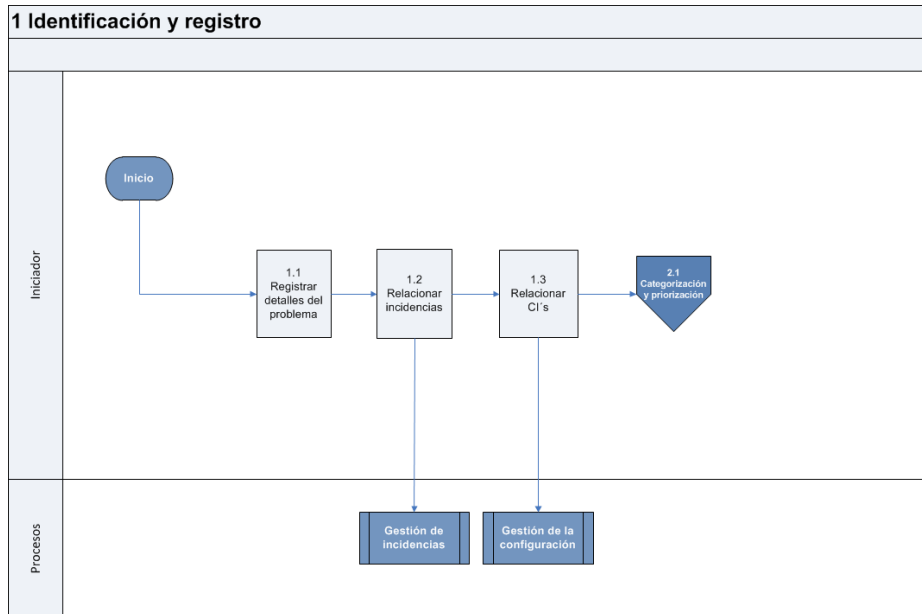 1 Identificación y registro
Iniciador
Inicio
1.1
Registrar
detalles del
problema
1.2
Relacionar
incidencias
1.3
Relacionar
CI´s
2.1
Categorización
y priorización
Procesos
Gestión de
incidencias
Gestión de la
configuración